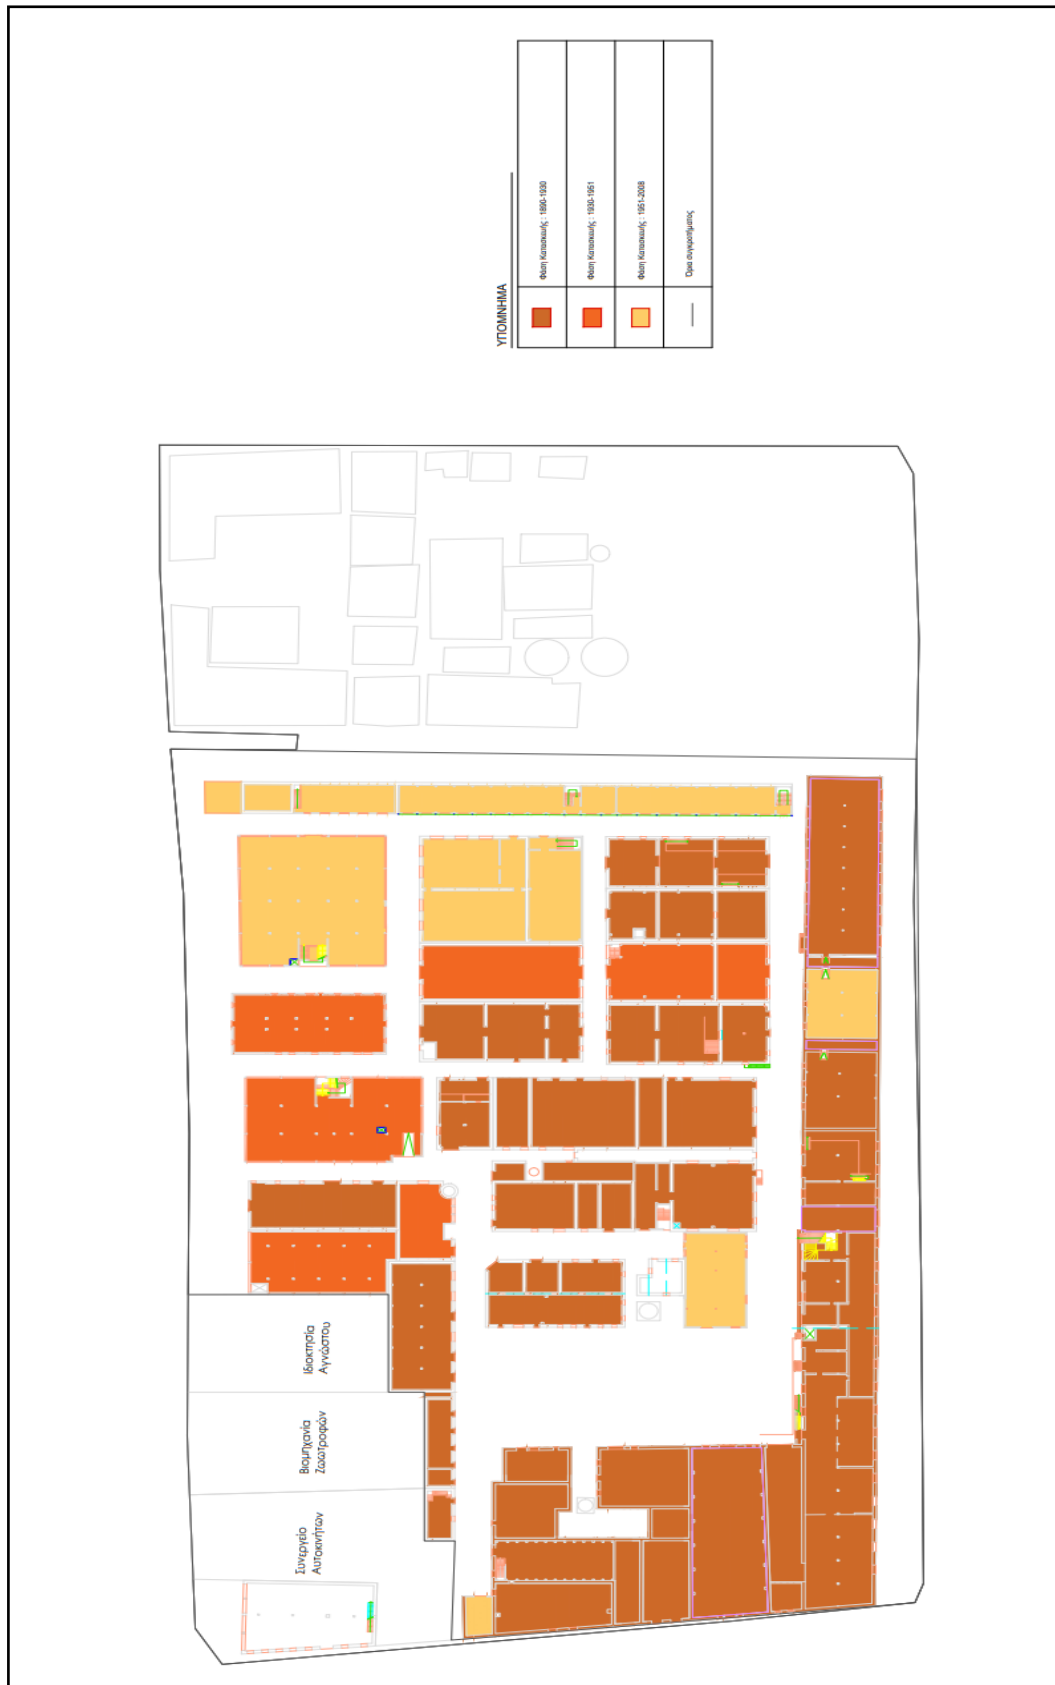 ΥΠΟΜΝΗΜΑ
Φάση Κατασκευής : 1890-1930
Φάση Κατασκευής : 1930-1951
Φάση Κατασκευής : 1951-2008
Όρια συγκροτήματος
Ιδιοκτησία
Αγνώστου
Βιομηχανία
Ζωωτροφών
Συνεργείο
Αυτοκινήτων